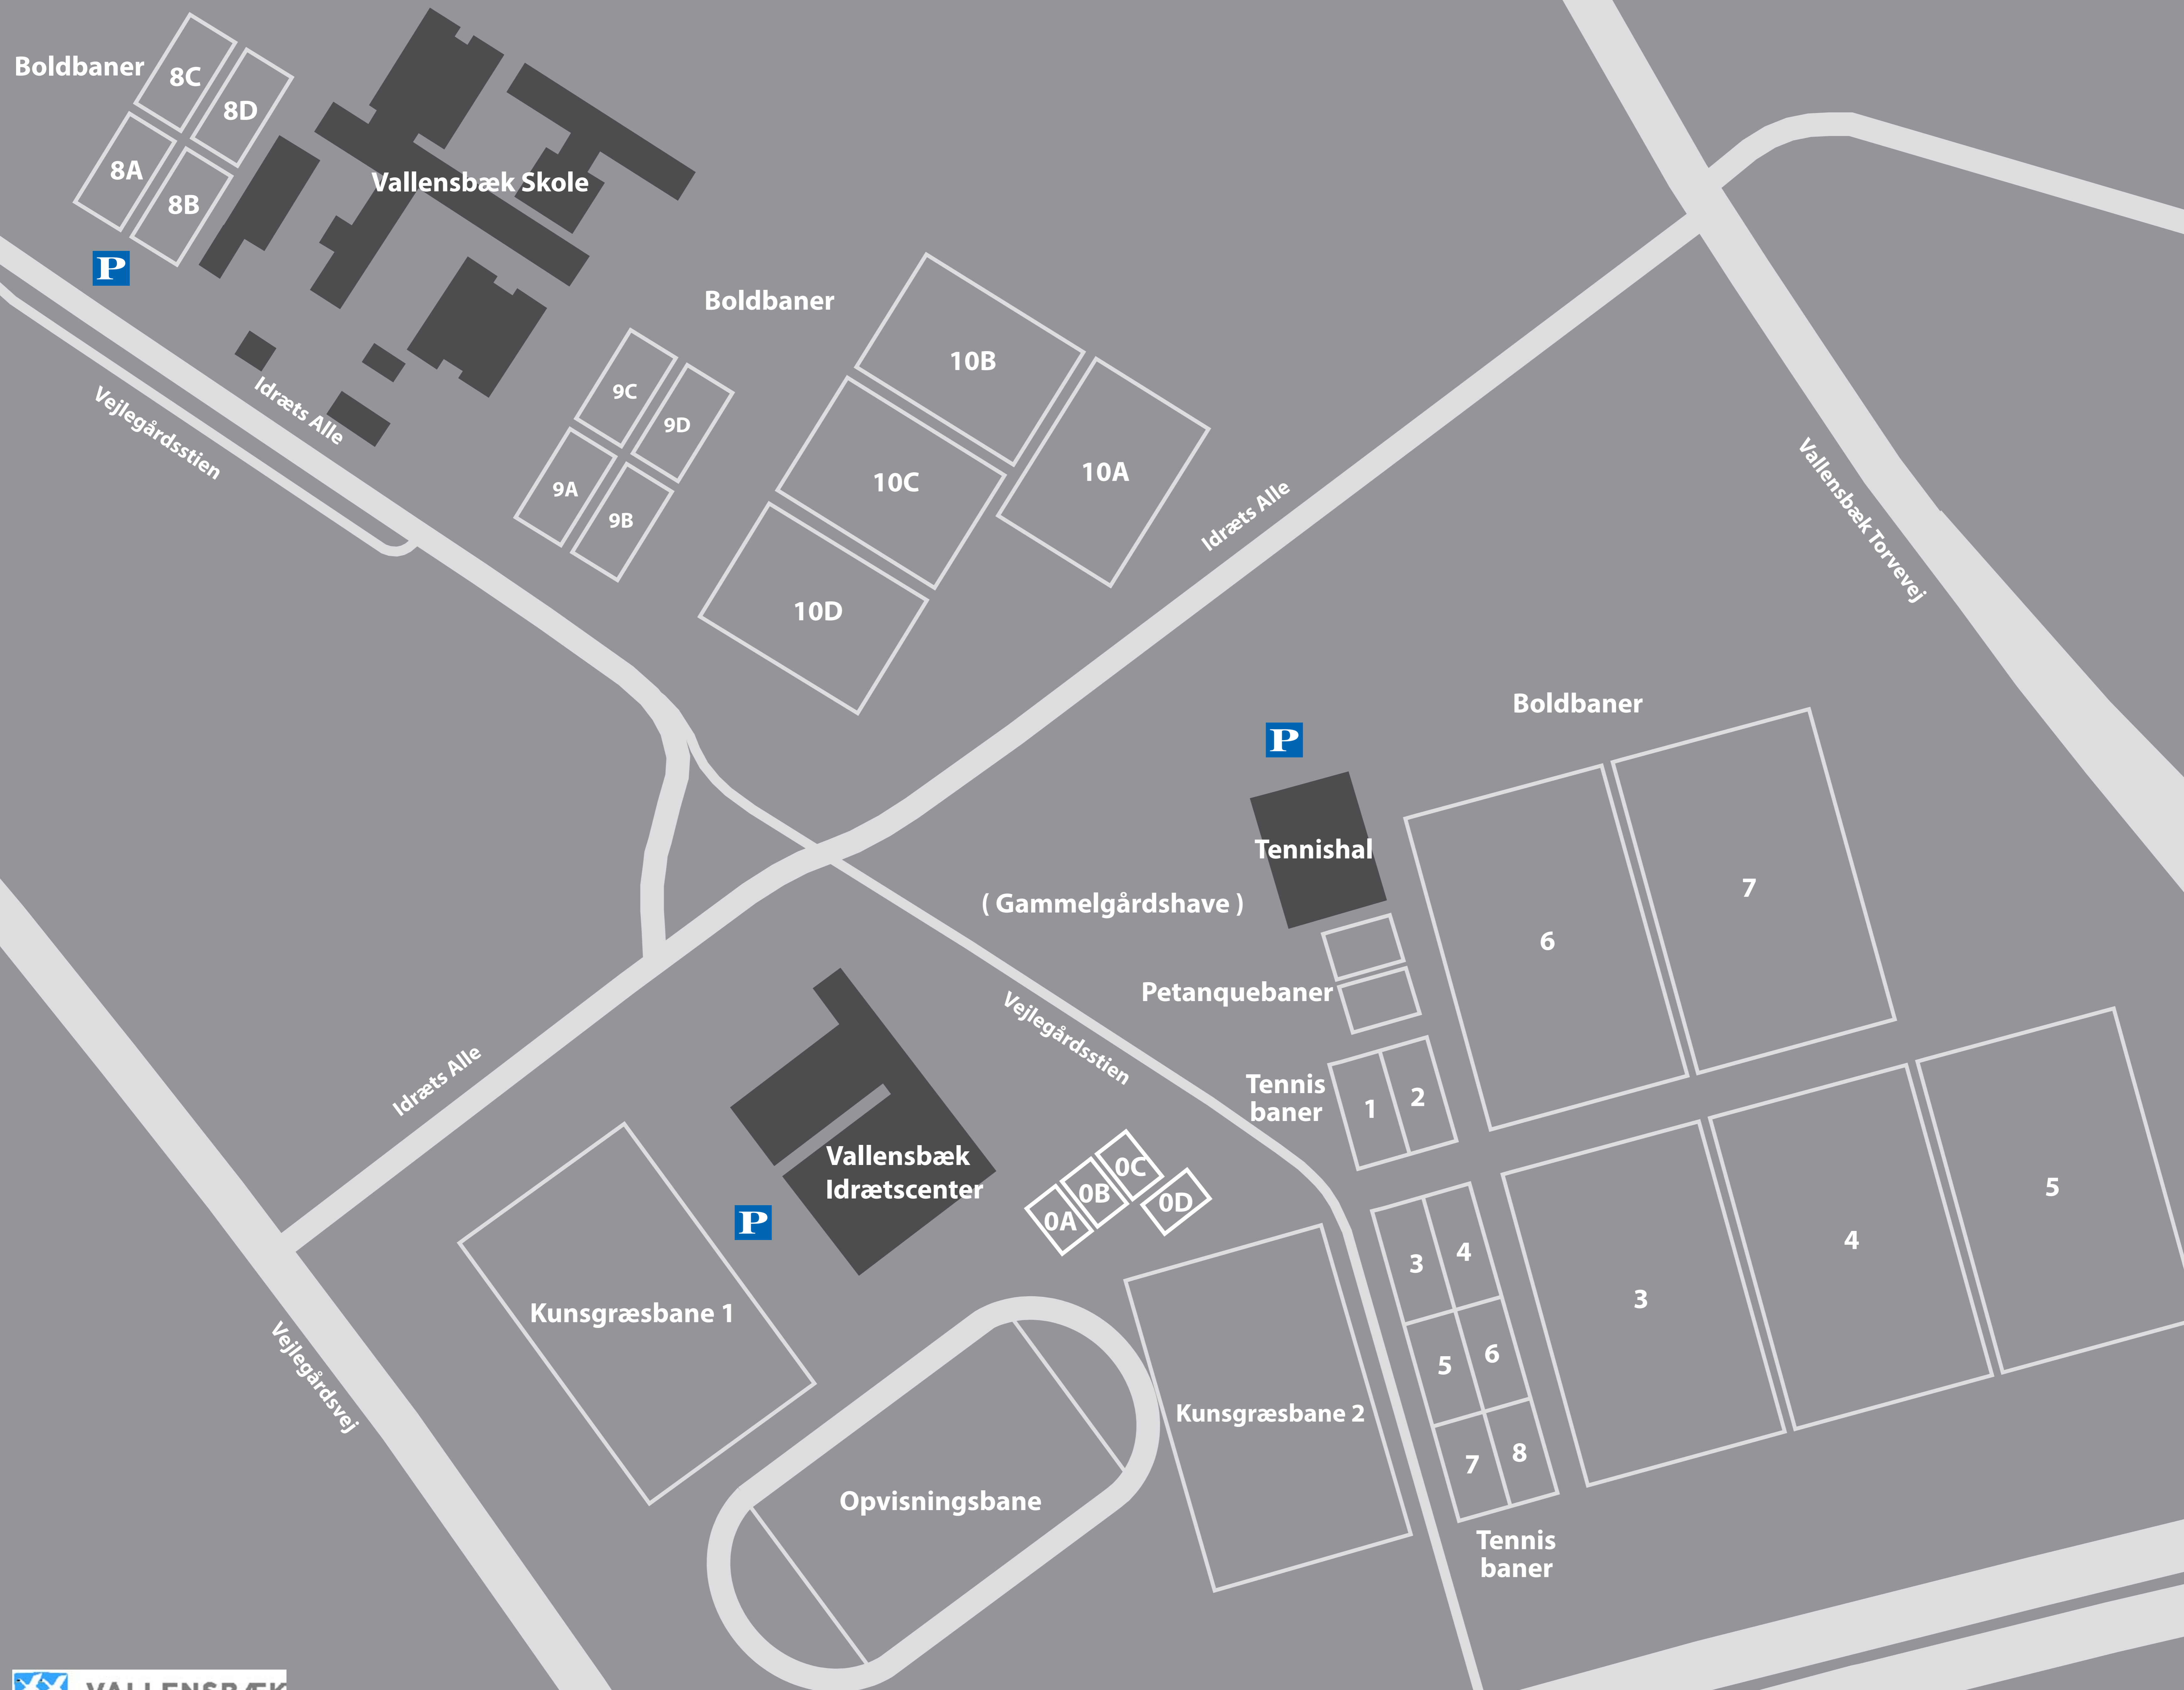 Boldbaner
8C
8D
8A
8B
P
Vallensbæk Skole
Boldbaner
10B
9C
9D
10C
10A
9A
9B
10D
Idræts Alle
Vejlegårdsstien
Idræts Alle
Vallensbæk Torvevej
Boldbaner
P
Tennishal
( Gammelgårdshave )
7
6
Petanquebaner
Vejlegårdsstien
Tennis
baner
1
2
Idræts Alle
Vallensbæk
Idrætscenter
P
0C
0B
0D
0A
3
4
5
6
7
8
3
4
5
Kunsgræsbane 1
Kunsgræsbane 2
Vejlegårdsvej
Opvisningsbane
Tennis
baner
VALLENSBÆK